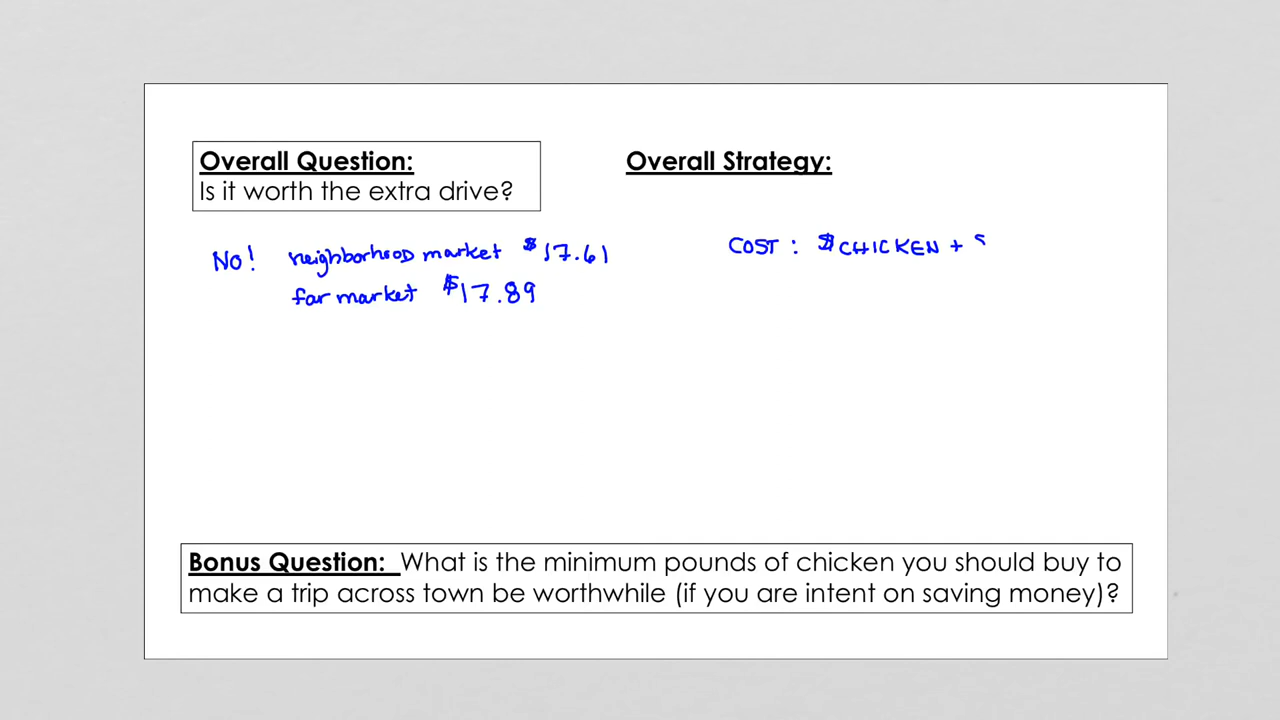 Overall Question:
Is it worth the extra drive?
Overall Strategy:
NO! neighborhood market $17.61
far market $17.89
COST: $CHICKEN +
Bonus Question: What is the minimum pounds of chicken you should buy to
make a trip across town be worthwhile (if you are intent on saving money)?